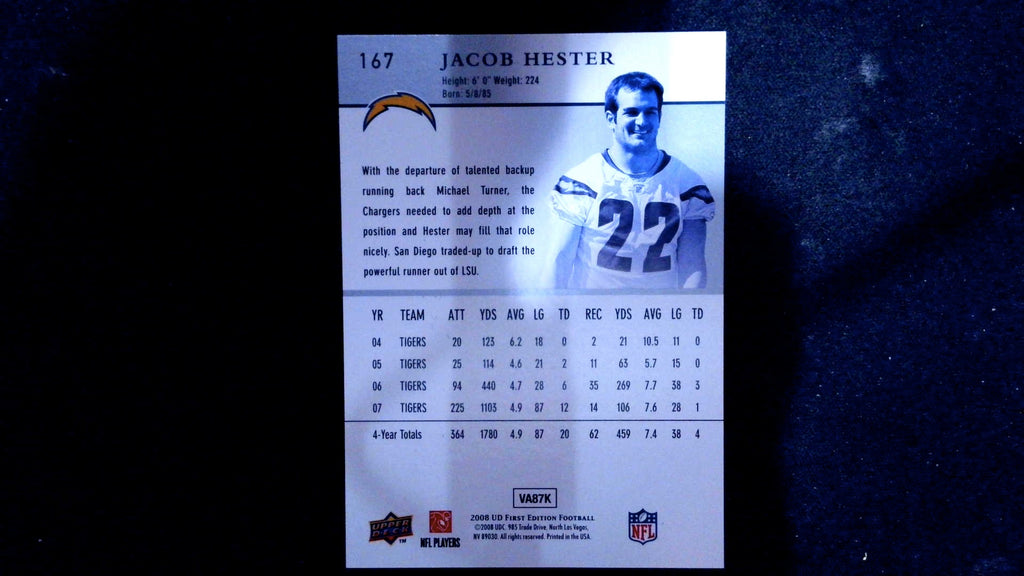 167 JACOB HESTER
Height: 6' 0" Weight: 224
Born: 5/8/85
With the departure of talented backup
running back Michael Turner, the
Chargers needed to add depth at the
position and Hester may fill that role
nicely. San Diego traded-up to draft the
powerful runner out of LSU.
22
YR TEAM ATT YDS AVG LG TD REC YDS AVG LG TD
04 TIGERS 20 123 6.2 18 0 2 21 10.5 11 0
05 TIGERS 25 114 4.6 21 2 11 63 5.7 15 0
06 TIGERS 94 440 4.7 28 6 35 269 7.7 38 3
07 TIGERS 225 1103 4.9 87 12 14 106 7.6 28 1
4-Year Totals 364 1780 4.9 87 20 62 459 7.4 38 4
VA87K
UPPER DECK TM
NFL PLAYERS
2008 UD FIRST EDITION FOOTBALL
©2008 UDC. 985 Trade Drive, North Las Vegas,
NV 89030. All rights reserved. Printed in the USA.
NFL